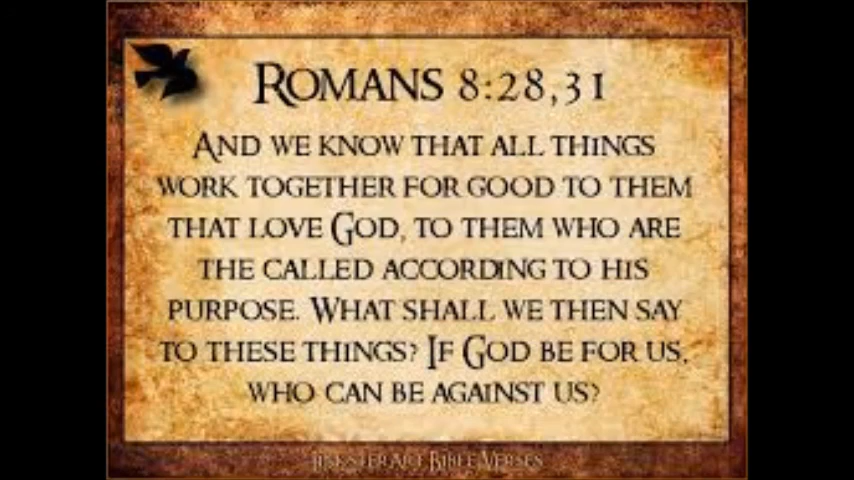 Romans 8:28,31
And we know that all things
work together for good to them
that love God, to them who are
the called according to his
purpose. What shall we then say
to these things? If God be for us,
who can be against us?
Bible Verses